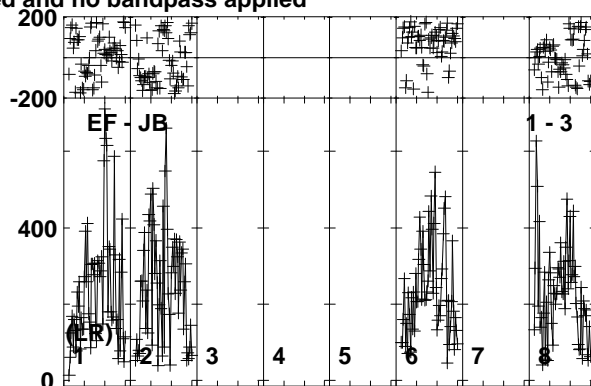 ed and no bandpass applied
200
-200
EF - JB 1 - 3
400
(LR)
1 2 3 4 5 6 7 8
0